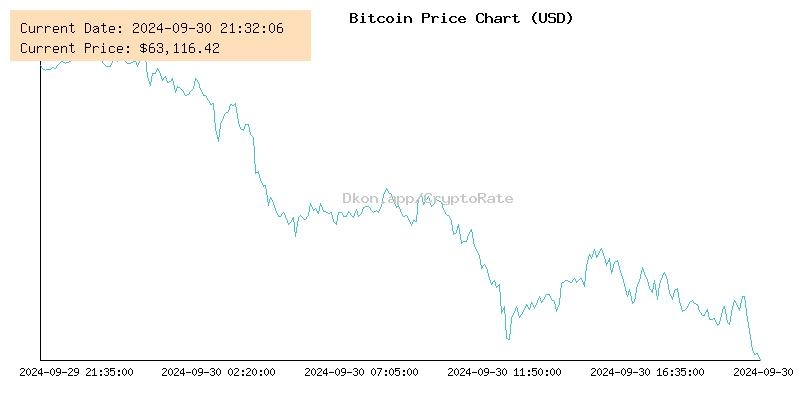 Bitcoin Price Chart (USD)
Current Date: 2024-09-30 21:32:06
Current Price: $63,116.42
Dkon.app/CryptoRate
2024-09-29 21:35:00 2024-09-30 02:20:00 2024-09-30 07:05:00 2024-09-30 11:50:00 2024-09-30 16:35:00 2024-09-30